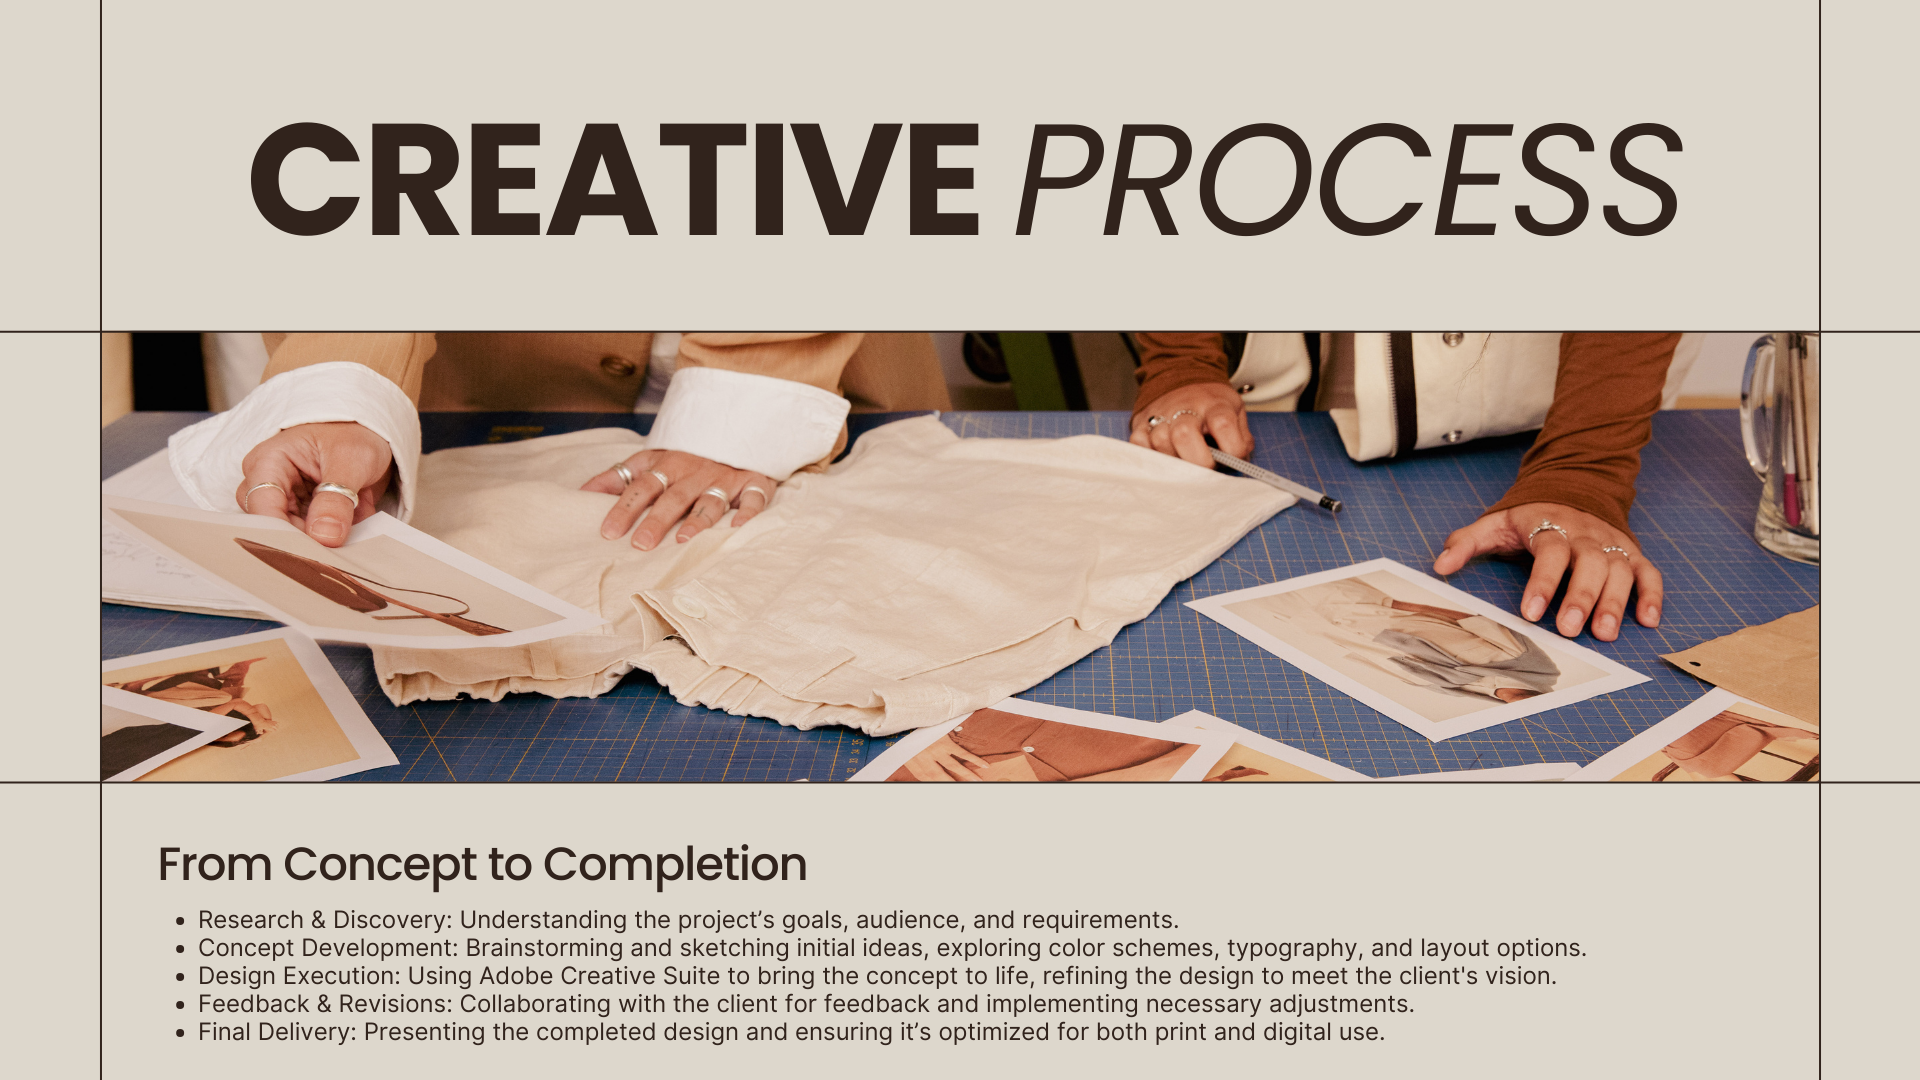 CREATIVE PROCESS
From Concept to Completion
• Research & Discovery: Understanding the project’s goals, audience, and requirements.
• Concept Development: Brainstorming and sketching initial ideas, exploring color schemes, typography, and layout options.
• Design Execution: Using Adobe Creative Suite to bring the concept to life, refining the design to meet the client's vision.
• Feedback & Revisions: Collaborating with the client for feedback and implementing necessary adjustments.
• Final Delivery: Presenting the completed design and ensuring it’s optimized for both print and digital use.